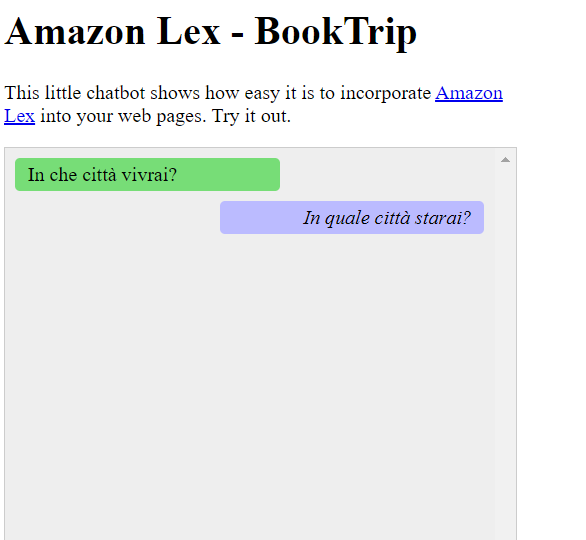 Amazon Lex - BookTrip
This little chatbot shows how easy it is to incorporate Amazon
Lex into your web pages. Try it out.
In che città vivrai?
In quale città starai?